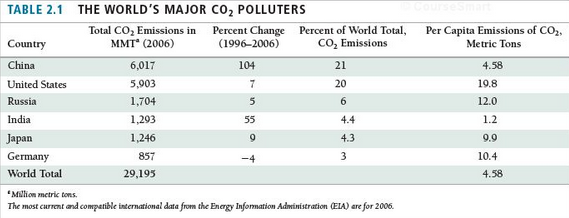 © CourseSmart
TABLE 2.1 THE WORLD'S MAJOR CO₂ POLLUTERS
Total CO₂ Emissions in Percent Change Percent of World Total, Per Capita Emissions of CO₂,
Country MMTᵃ (2006) (1996–2006) CO₂ Emissions Metric Tons
China 6,017 104 21 4.58
United States 5,903 7 20 19.8
Russia 1,704 5 6 12.0
India 1,293 55 4.4 1.2
Japan 1,246 9 4.3 9.9
Germany 857 −4 3 10.4
World Total 29,195 4.58
ᵃ Million metric tons.
The most current and compatible international data from the Energy Information Administration (EIA) are for 2006.